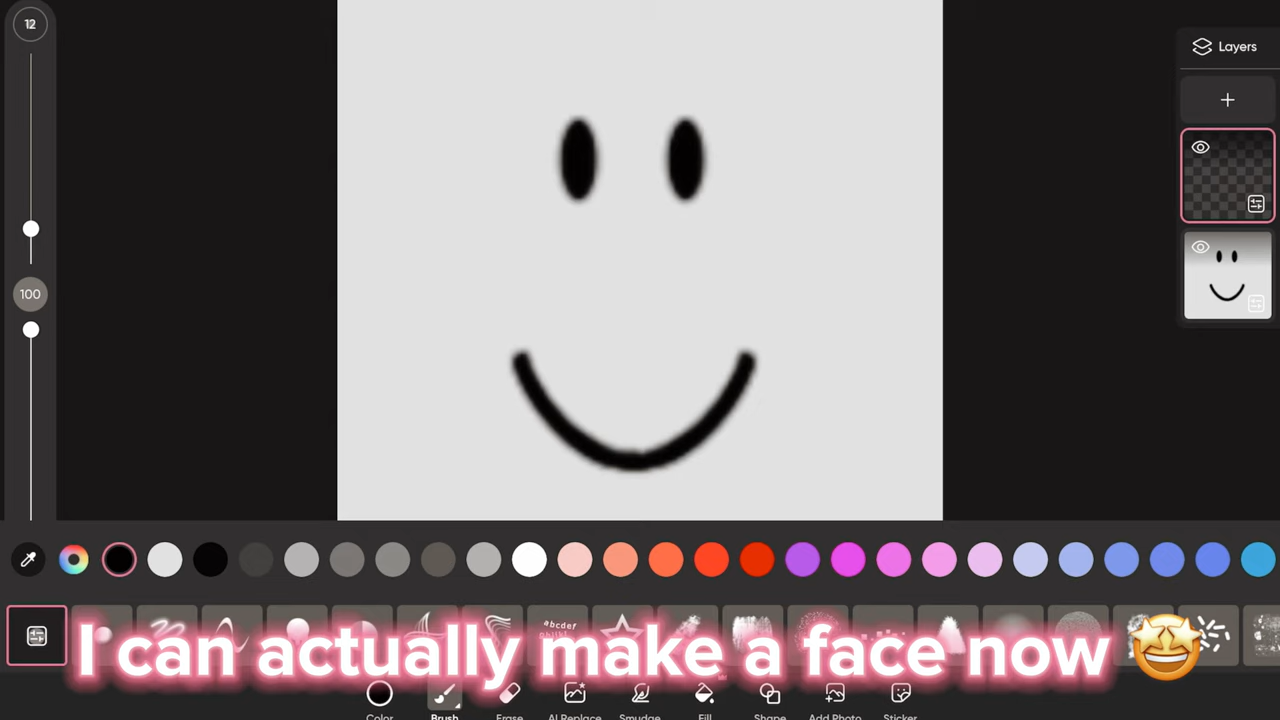 12
Layers
100
abcdef
I can actually make a face now 🤩
Color
Brush
Erase
AI Replace
Smudge
Fill
Shape
Add Photo
Sticker